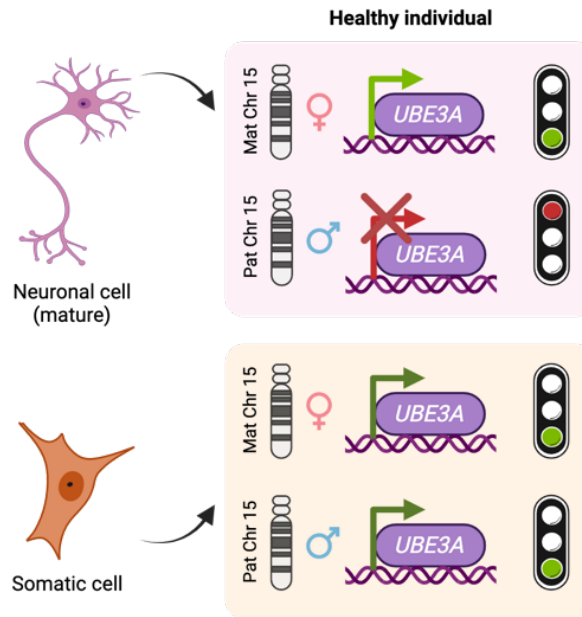 Healthy individual
Mat Chr 15
UBE3A
Pat Chr 15
UBE3A
Neuronal cell
(mature)
Mat Chr 15
UBE3A
Pat Chr 15
UBE3A
Somatic cell